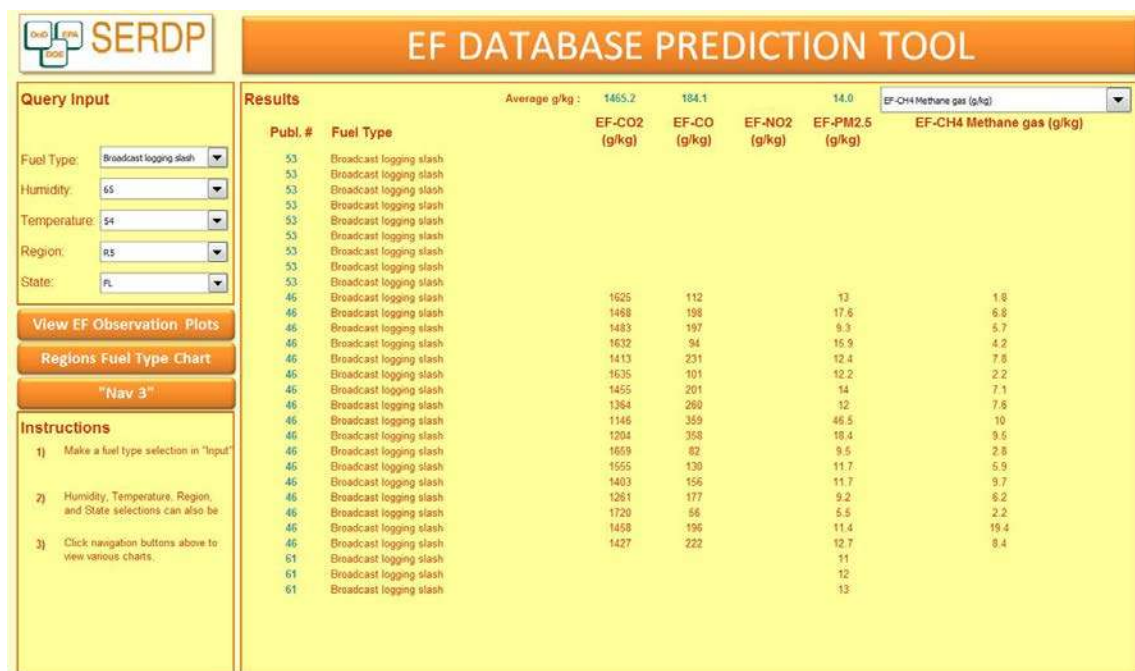 DoD EPA DOE SERDP
EF DATABASE PREDICTION TOOL
Query Input
Fuel Type: Broadcast logging slash
Humidity: 65
Temperature: 54
Region: R5
State: FL
View EF Observation Plots
Regions Fuel Type Chart
"Nav 3"
Instructions
1) Make a fuel type selection in "Input"
2) Humidity, Temperature, Region,
and State selections can also be
3) Click navigation buttons above to
view various charts.
Results Average g/kg : 1465.2 184.1 14.0 EF-CH4 Methane gas (g/kg)
Publ. # Fuel Type EF-CO2 (g/kg) EF-CO (g/kg) EF-NO2 (g/kg) EF-PM2.5 (g/kg) EF-CH4 Methane gas (g/kg)
53 Broadcast logging slash
53 Broadcast logging slash
53 Broadcast logging slash
53 Broadcast logging slash
53 Broadcast logging slash
53 Broadcast logging slash
53 Broadcast logging slash
53 Broadcast logging slash
53 Broadcast logging slash
46 Broadcast logging slash 1625 112 13 1.8
46 Broadcast logging slash 1468 198 17.6 6.8
46 Broadcast logging slash 1483 197 9.3 5.7
46 Broadcast logging slash 1632 94 15.9 4.2
46 Broadcast logging slash 1413 231 12.4 7.8
46 Broadcast logging slash 1635 101 12.2 2.2
46 Broadcast logging slash 1455 201 14 7.1
46 Broadcast logging slash 1364 260 12 7.6
46 Broadcast logging slash 1146 359 46.5 10
46 Broadcast logging slash 1204 358 18.4 9.5
46 Broadcast logging slash 1659 82 9.5 2.8
46 Broadcast logging slash 1555 130 11.7 5.9
46 Broadcast logging slash 1403 156 11.7 9.7
46 Broadcast logging slash 1261 177 9.2 6.2
46 Broadcast logging slash 1720 56 5.5 2.2
46 Broadcast logging slash 1458 196 11.4 19.4
46 Broadcast logging slash 1427 222 12.7 8.4
61 Broadcast logging slash 11
61 Broadcast logging slash 12
61 Broadcast logging slash 13